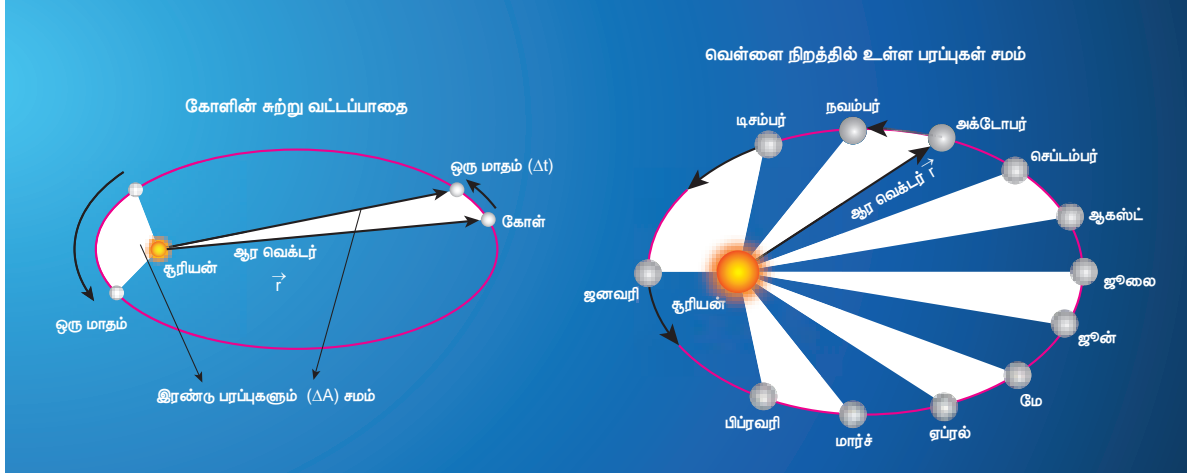 கோளின் சுற்று வட்டப்பாதை
ஒரு மாதம் (Δt)
கோள்
சூரியன்
ஆர வெக்டர்
r
ஒரு மாதம்
இரண்டு பரப்புகளும் (ΔA) சமம்
வெள்ளை நிறத்தில் உள்ள பரப்புகள் சமம்
டிசம்பர்
நவம்பர்
அக்டோபர்
செப்டம்பர்
ஆர வெக்டர் r
ஆகஸ்ட்
ஜனவரி
சூரியன்
ஜூலை
ஜூன்
மே
பிப்ரவரி
மார்ச்
ஏப்ரல்